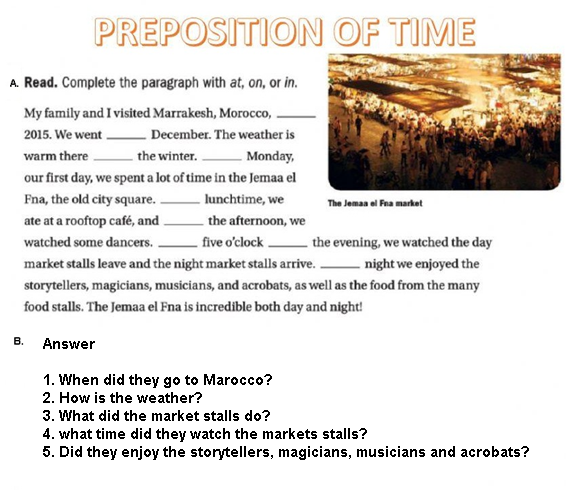 PREPOSITION OF TIME
A. Read. Complete the paragraph with at, on, or in.
My family and I visited Marrakesh, Morocco, ______
2015. We went ______ December. The weather is
warm there ______ the winter. ______ Monday,
our first day, we spent a lot of time in the Jemaa el
Fna, the old city square. ______ lunchtime, we
ate at a rooftop café, and ______ the afternoon, we
watched some dancers. ______ five o'clock ______ the evening, we watched the day
market stalls leave and the night market stalls arrive. ______ night we enjoyed the
storytellers, magicians, musicians, and acrobats, as well as the food from the many
food stalls. The Jemaa el Fna is incredible both day and night!
The Jemaa el Fna market
B. Answer
1. When did they go to Marocco?
2. How is the weather?
3. What did the market stalls do?
4. what time did they watch the markets stalls?
5. Did they enjoy the storytellers, magicians, musicians and acrobats?